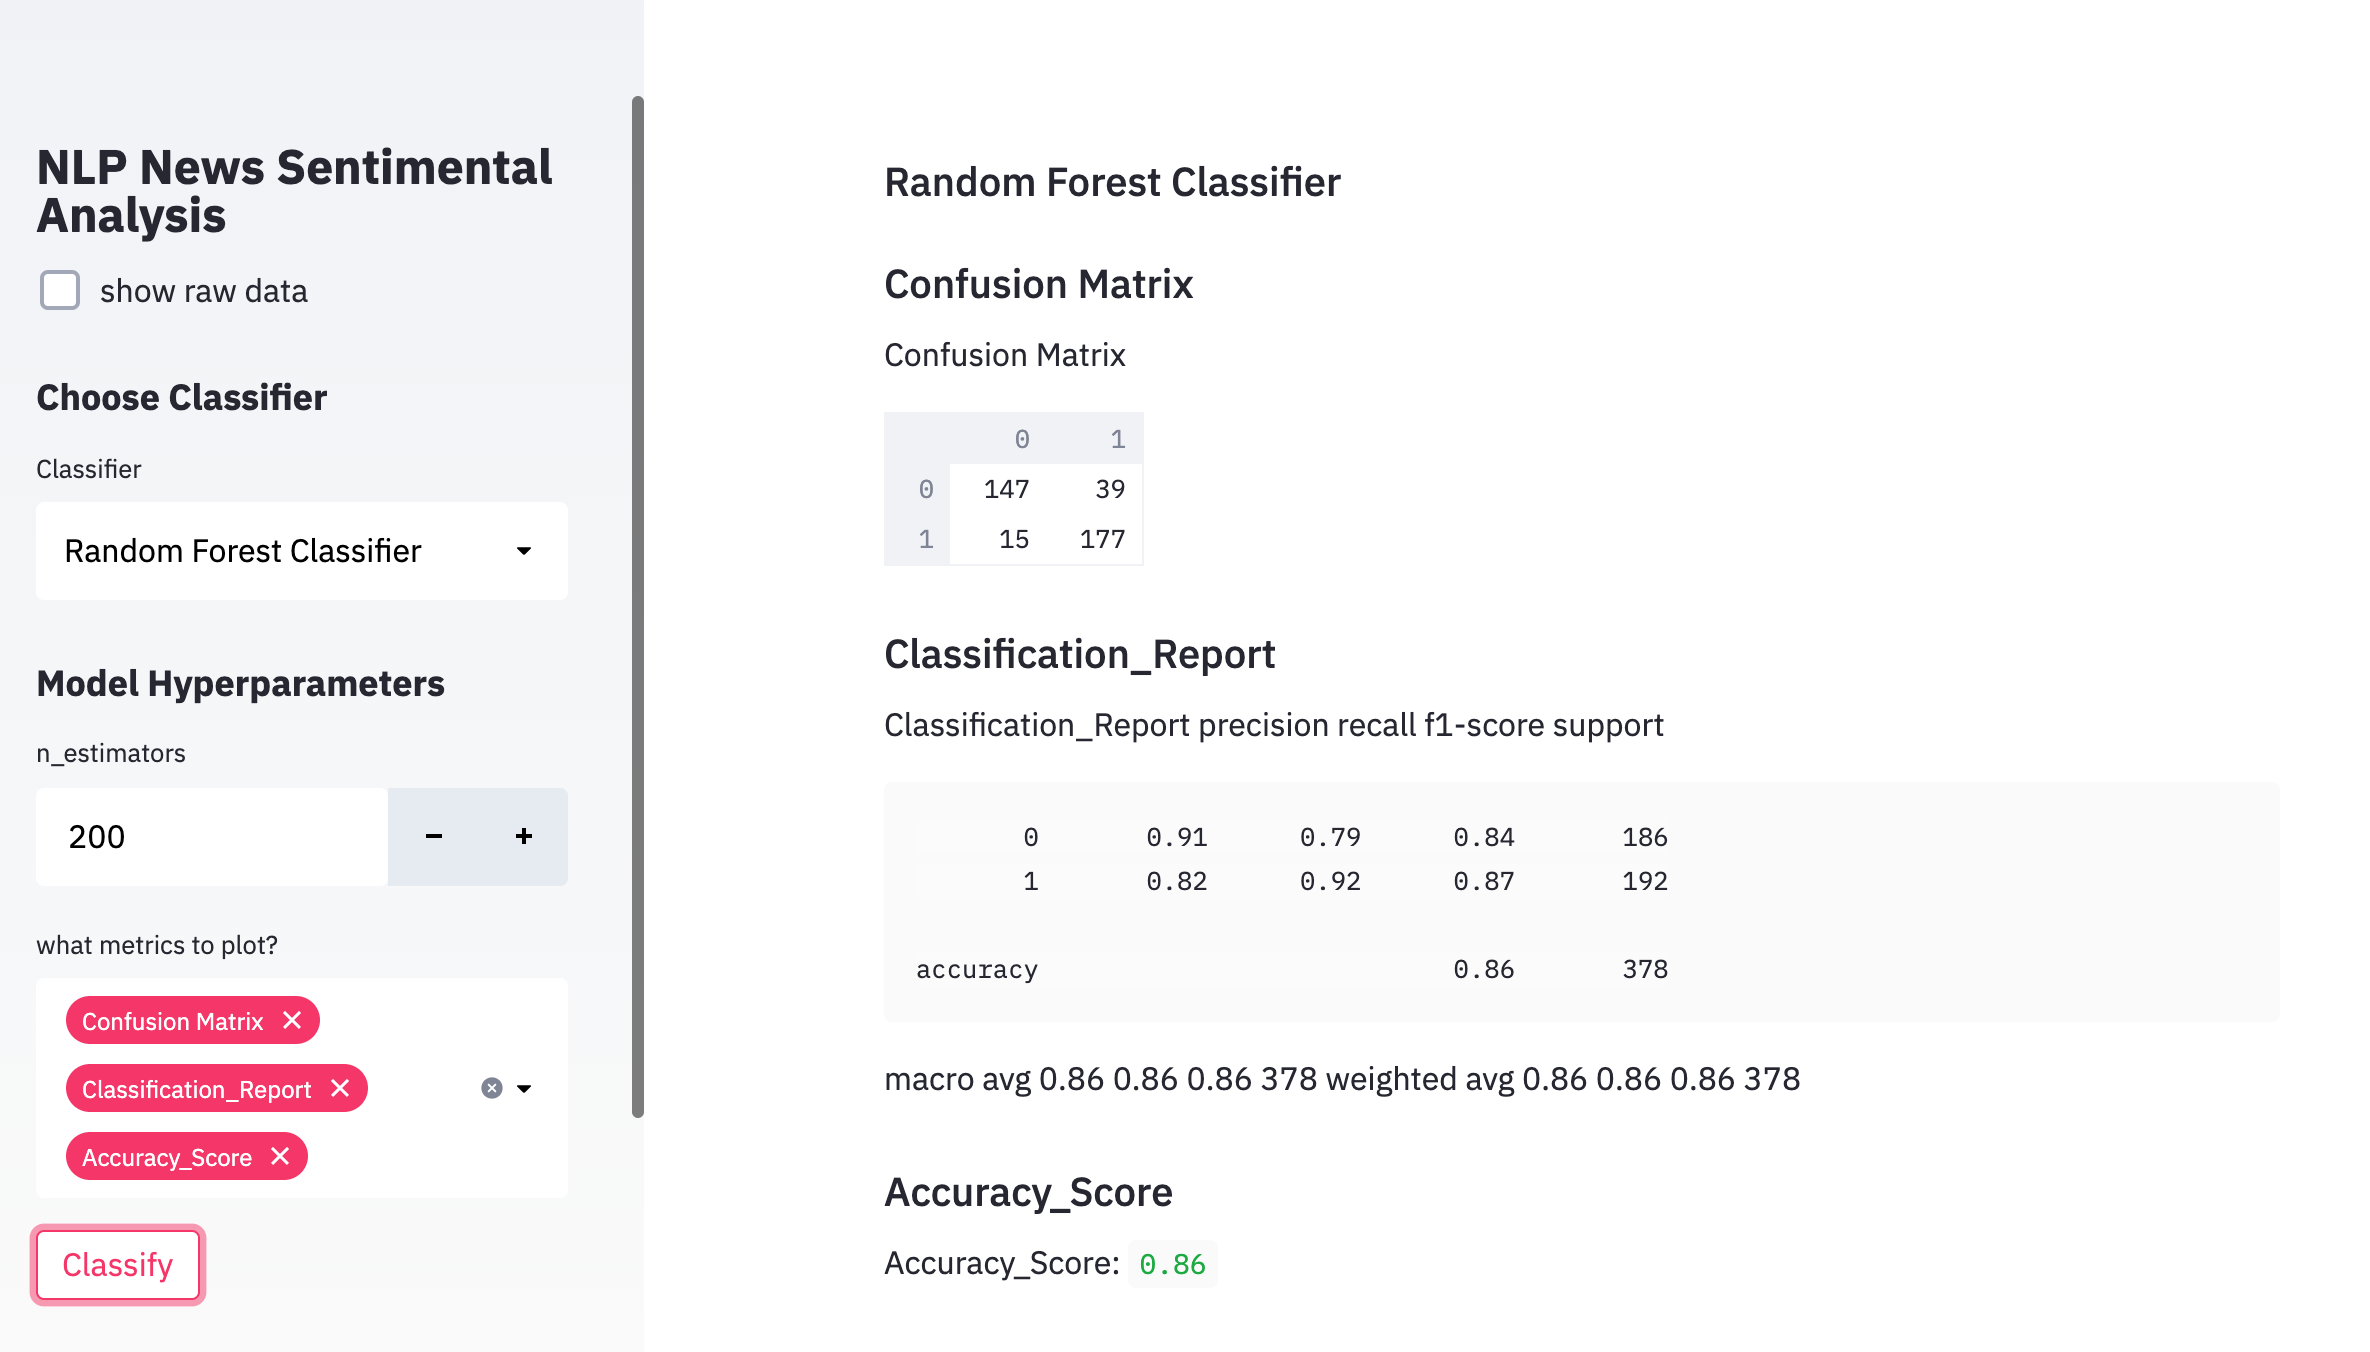 NLP News Sentimental
Analysis
show raw data
Choose Classifier
Classifier
Random Forest Classifier
Model Hyperparameters
n_estimators
200 − +
what metrics to plot?
Confusion Matrix
Classification_Report
Accuracy_Score
Classify
Random Forest Classifier
Confusion Matrix
Confusion Matrix
0 1
0 147 39
1 15 177
Classification_Report
Classification_Report precision recall f1-score support
0 0.91 0.79 0.84 186
1 0.82 0.92 0.87 192
accuracy 0.86 378
macro avg 0.86 0.86 0.86 378 weighted avg 0.86 0.86 0.86 378
Accuracy_Score
Accuracy_Score: 0.86